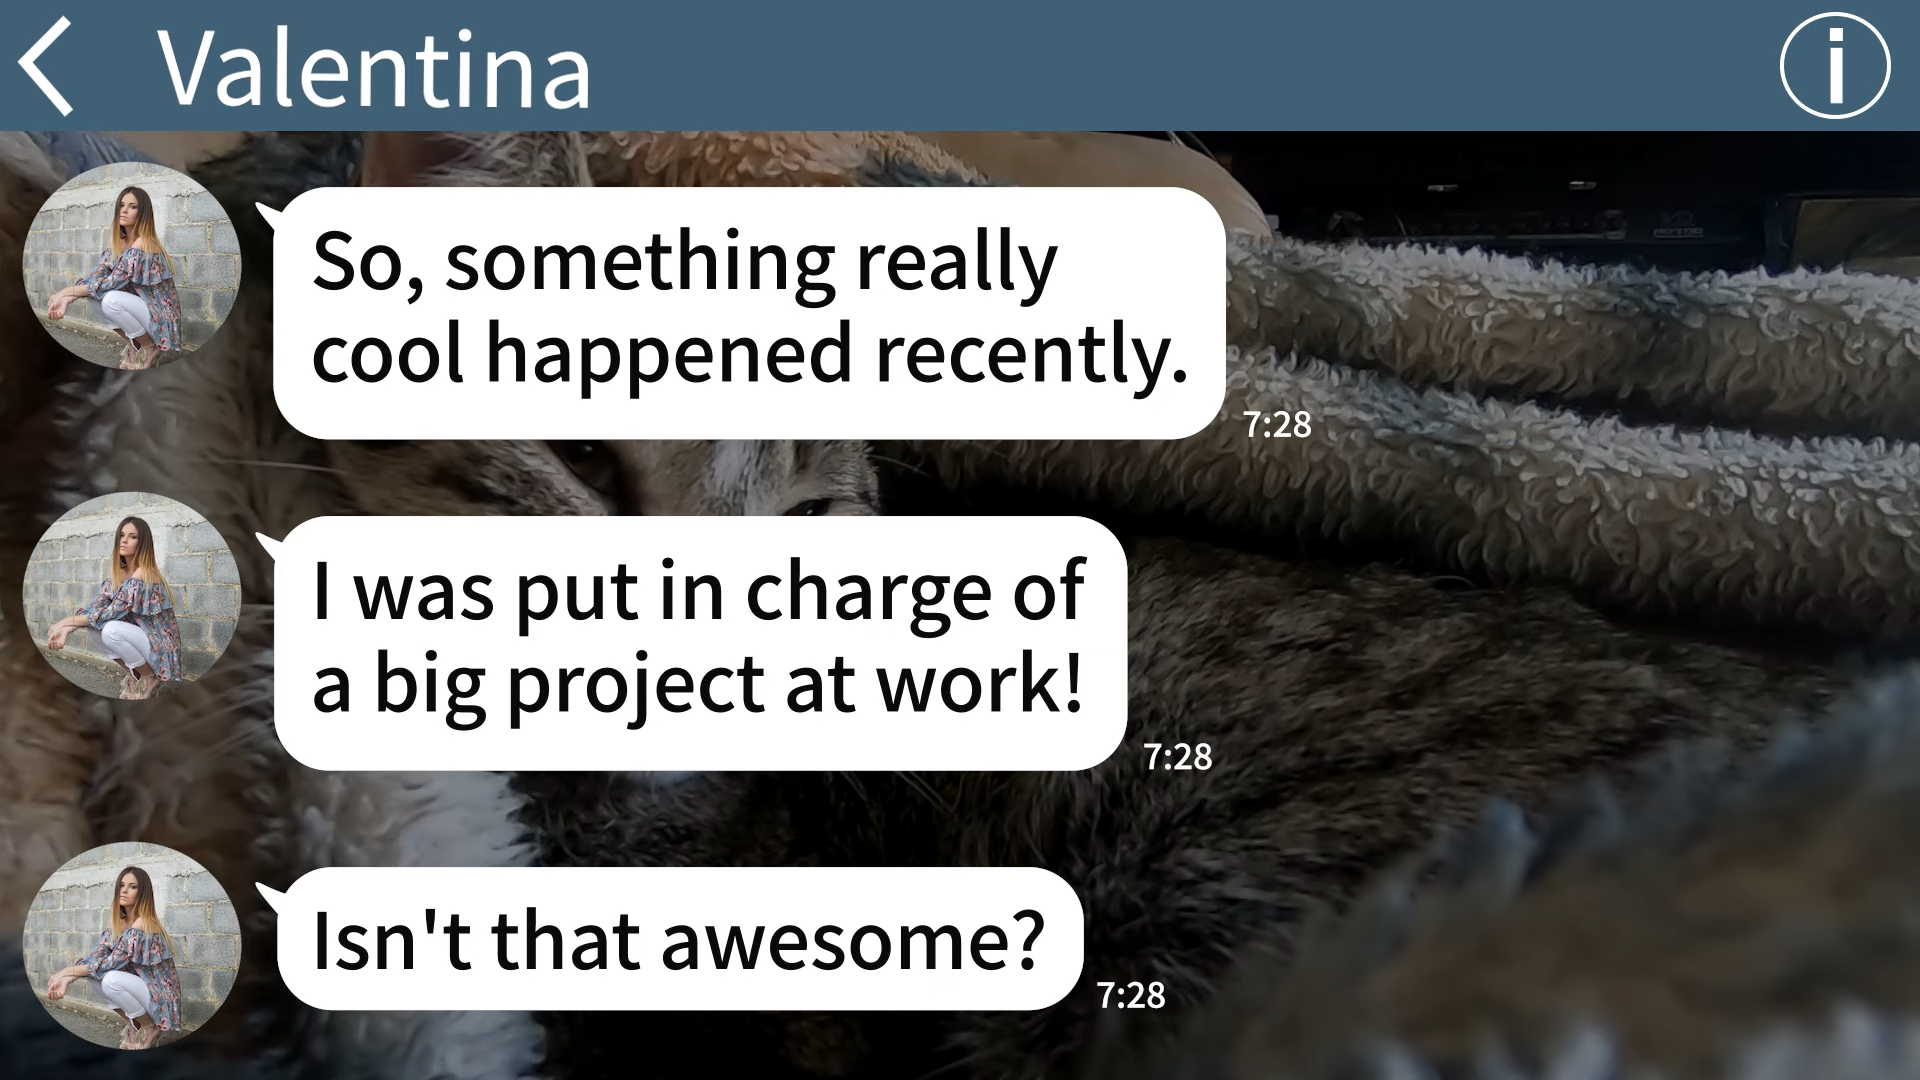 Valentina
So, something really
cool happened recently.
7:28
I was put in charge of
a big project at work!
7:28
Isn't that awesome?
7:28